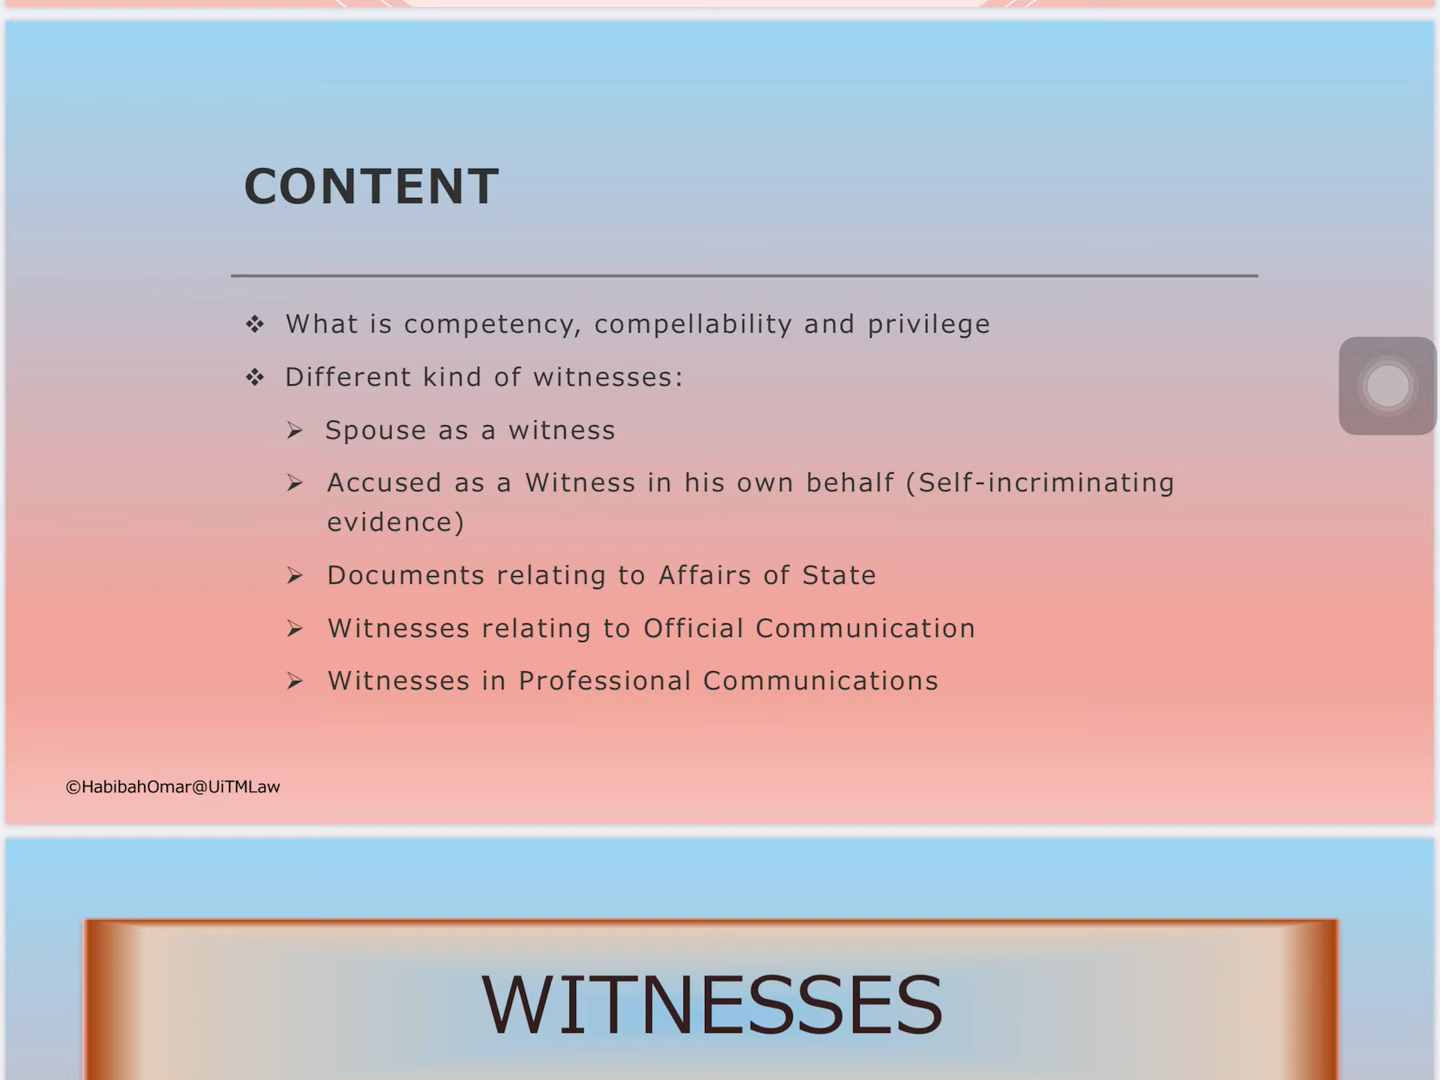 CONTENT
❖ What is competency, compellability and privilege
❖ Different kind of witnesses:
➢ Spouse as a witness
➢ Accused as a Witness in his own behalf (Self-incriminating
evidence)
➢ Documents relating to Affairs of State
➢ Witnesses relating to Official Communication
➢ Witnesses in Professional Communications
©HabibahOmar@UiTMLaw
WITNESSES